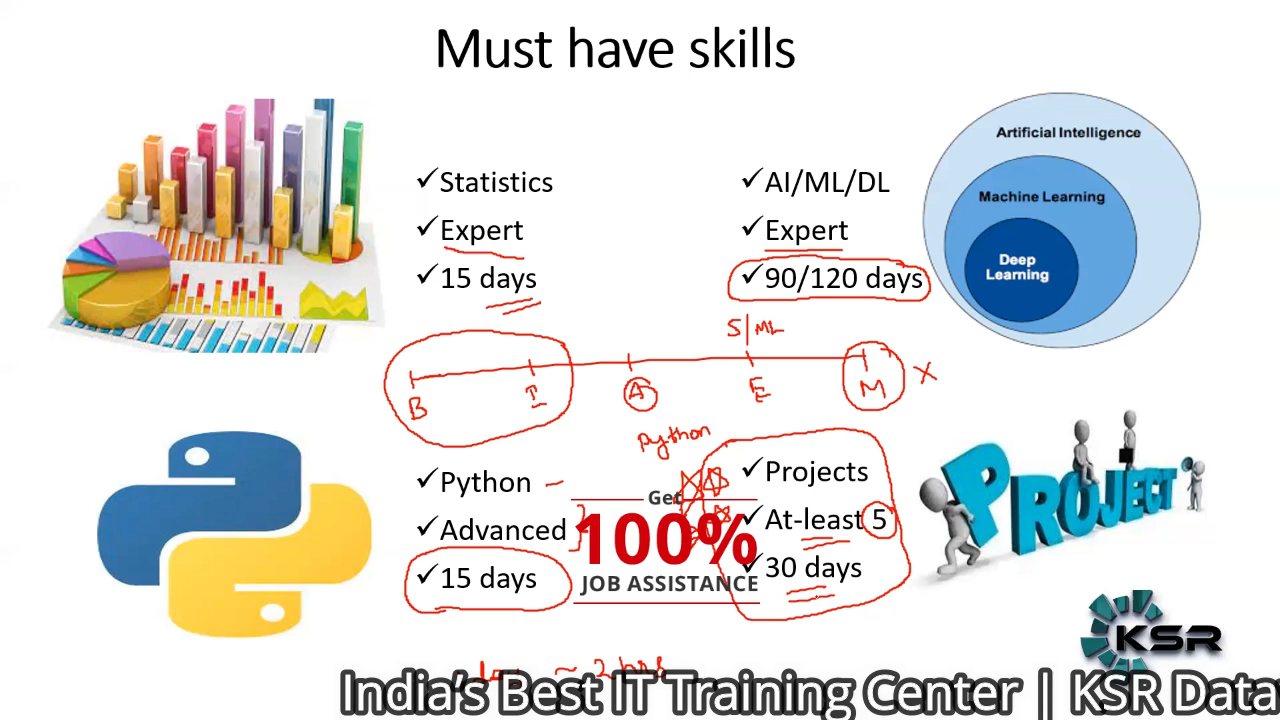 Must have skills
✓Statistics
✓Expert
✓15 days
✓AI/ML/DL
✓Expert
✓90/120 days
Artificial Intelligence
Machine Learning
Deep
Learning
S/ML
B I A E M X
Python
✓Python -
✓Advanced }
✓15 days
✓Projects
✓At-least 5
✓30 days
Get
100%
JOB ASSISTANCE
PROJECT
KSR
~ 2 hrs
India's Best IT Training Center | KSR Data